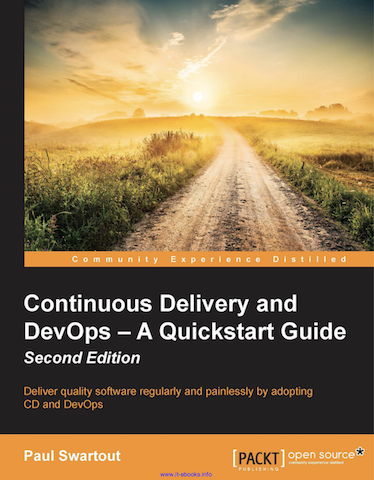 Community Experience Distilled
Continuous Delivery and
DevOps – A Quickstart Guide
Second Edition
Deliver quality software regularly and painlessly by adopting
CD and DevOps
Paul Swartout
[PACKT] open source*
PUBLISHING community experience distilled
www.it-ebooks.info